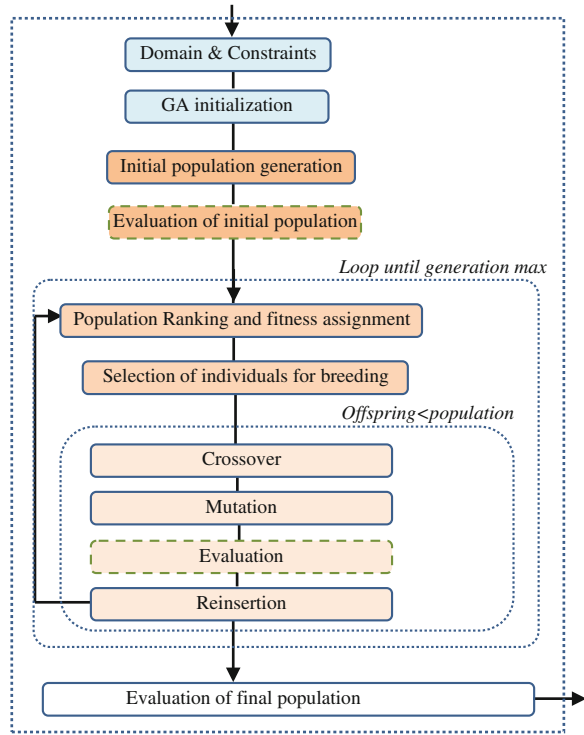 Domain & Constraints
GA initialization
Initial population generation
Evaluation of initial population
Loop until generation max
Population Ranking and fitness assignment
Selection of individuals for breeding
Offspring<population
Crossover
Mutation
Evaluation
Reinsertion
Evaluation of final population